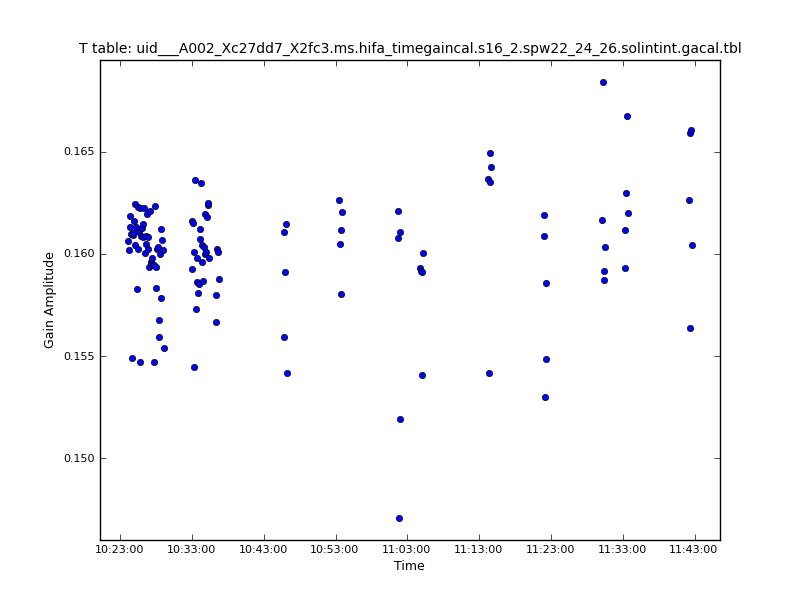 T table: uid___A002_Xc27dd7_X2fc3.ms.hifa_timegaincal.s16_2.spw22_24_26.solintint.gacal.tbl
0.165
0.160
0.155
0.150
Gain Amplitude
10:23:00 10:33:00 10:43:00 10:53:00 11:03:00 11:13:00 11:23:00 11:33:00 11:43:00
Time